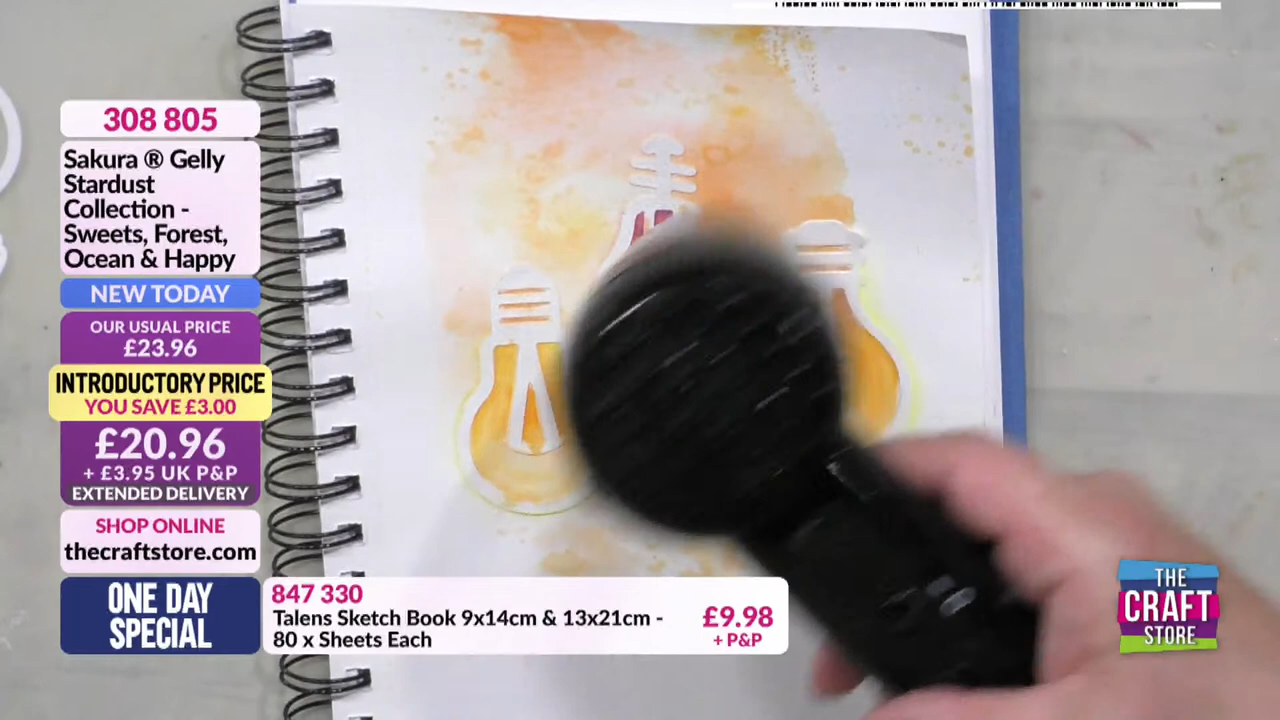 308 805
Sakura ® Gelly
Stardust
Collection -
Sweets, Forest,
Ocean & Happy
NEW TODAY
OUR USUAL PRICE
£23.96
INTRODUCTORY PRICE
YOU SAVE £3.00
£20.96
+ £3.95 UK P&P
EXTENDED DELIVERY
SHOP ONLINE
thecraftstore.com
ONE DAY
SPECIAL
847 330
Talens Sketch Book 9x14cm & 13x21cm -
80 x Sheets Each
£9.98
+ P&P
THE
CRAFT
STORE